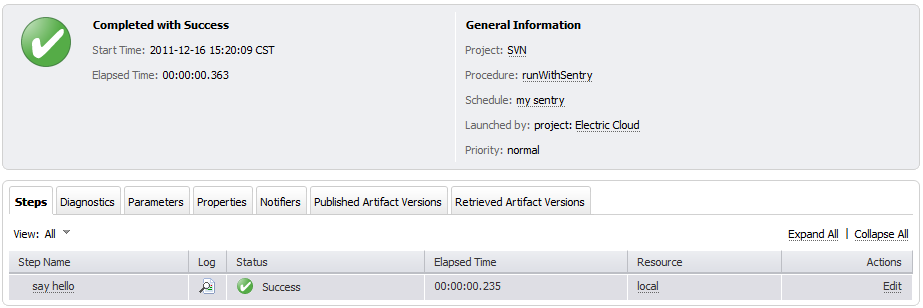 Completed with Success
Start Time: 2011-12-16 15:20:09 CST
Elapsed Time: 00:00:00.363
General Information
Project: SVN
Procedure: runWithSentry
Schedule: my sentry
Launched by: project: Electric Cloud
Priority: normal
Steps Diagnostics Parameters Properties Notifiers Published Artifact Versions Retrieved Artifact Versions
View: All Expand All | Collapse All
Step Name Log Status Elapsed Time Resource Actions
say hello Success 00:00:00.235 local Edit